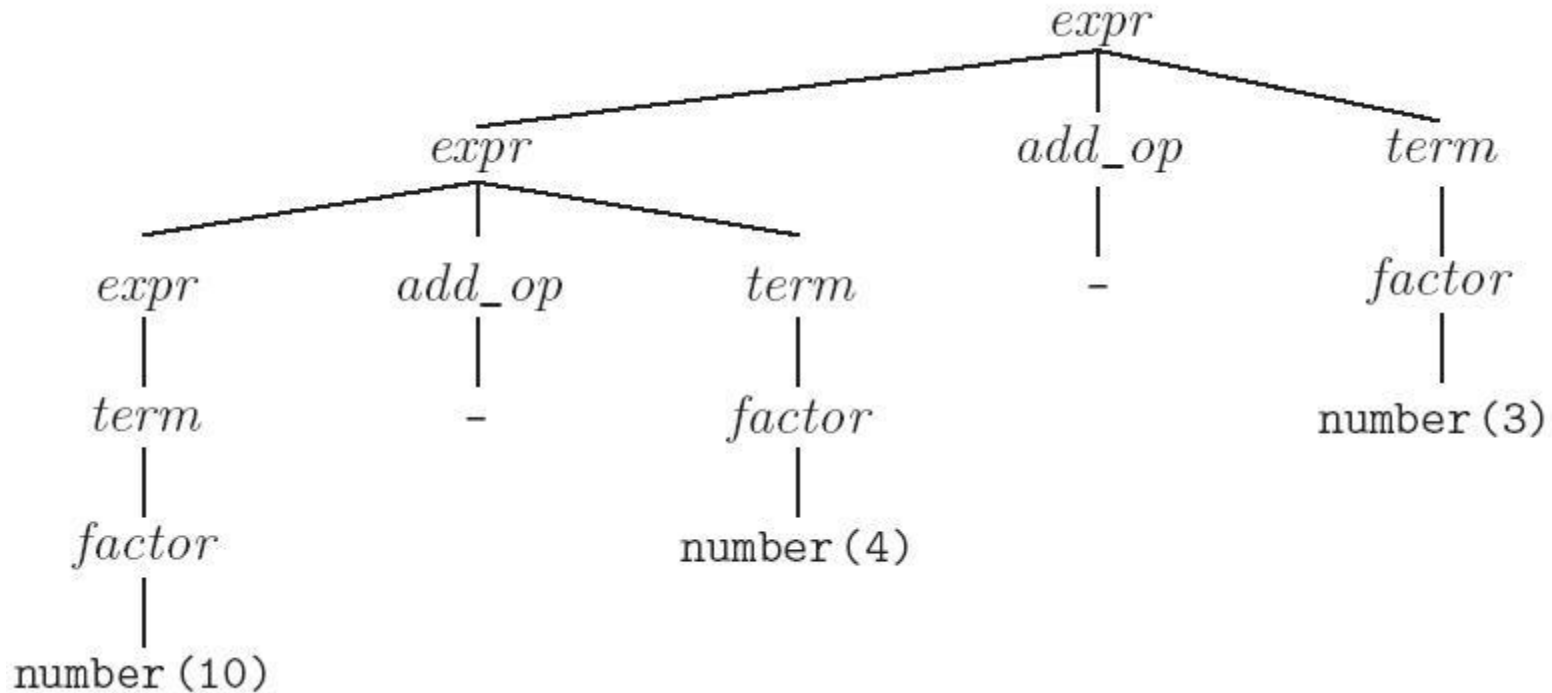 expr
expr add_op term
expr add_op term - factor
term - factor number(3)
factor number(4)
number(10)